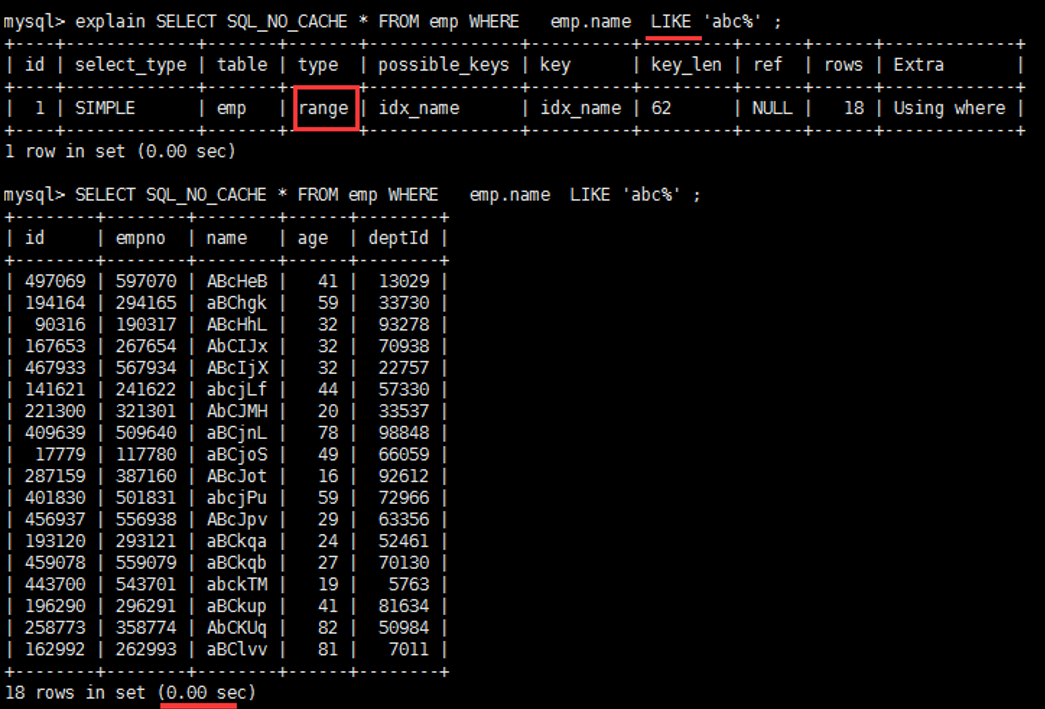 mysql> explain SELECT SQL_NO_CACHE * FROM emp WHERE   emp.name  LIKE 'abc%' ;
+----+-------------+-------+-------+---------------+----------+---------+------+------+-------------+
| id | select_type | table | type  | possible_keys | key      | key_len | ref  | rows | Extra       |
+----+-------------+-------+-------+---------------+----------+---------+------+------+-------------+
|  1 | SIMPLE      | emp   | range | idx_name      | idx_name | 62      | NULL |   18 | Using where |
+----+-------------+-------+-------+---------------+----------+---------+------+------+-------------+
1 row in set (0.00 sec)
mysql> SELECT SQL_NO_CACHE * FROM emp WHERE   emp.name  LIKE 'abc%' ;
+--------+--------+--------+------+--------+
| id     | empno  | name   | age  | deptId |
+--------+--------+--------+------+--------+
| 497069 | 597070 | ABcHeB |   41 |  13029 |
| 194164 | 294165 | aBChgk |   59 |  33730 |
|  90316 | 190317 | ABcHhL |   32 |  93278 |
| 167653 | 267654 | AbCIJx |   32 |  70938 |
| 467933 | 567934 | ABcIjX |   32 |  22757 |
| 141621 | 241622 | abcjLf |   44 |  57330 |
| 221300 | 321301 | AbCJMH |   20 |  33537 |
| 409639 | 509640 | aBCjnL |   78 |  98848 |
|  17779 | 117780 | aBCjoS |   49 |  66059 |
| 287159 | 387160 | ABcJot |   16 |  92612 |
| 401830 | 501831 | abcjPu |   59 |  72966 |
| 456937 | 556938 | ABcJpv |   29 |  63356 |
| 193120 | 293121 | aBCkqa |   24 |  52461 |
| 459078 | 559079 | aBCkqb |   27 |  70130 |
| 443700 | 543701 | abckTM |   19 |   5763 |
| 196290 | 296291 | aBCkup |   41 |  81634 |
| 258773 | 358774 | AbCKUq |   82 |  50984 |
| 162992 | 262993 | aBClvv |   81 |   7011 |
+--------+--------+--------+------+--------+
18 rows in set (0.00 sec)